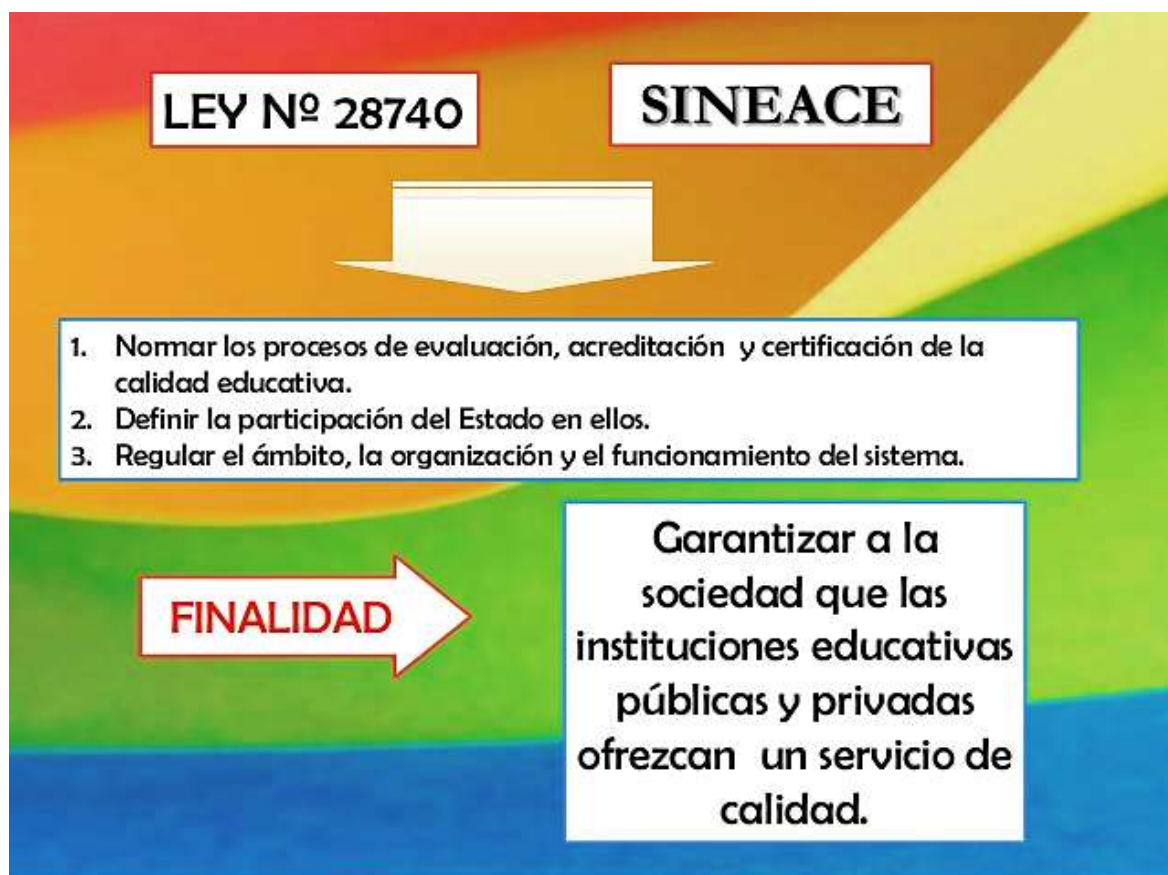 LEY Nº 28740
SINEACE
1. Normar los procesos de evaluación, acreditación y certificación de la
calidad educativa.
2. Definir la participación del Estado en ellos.
3. Regular el ámbito, la organización y el funcionamiento del sistema.
FINALIDAD
Garantizar a la
sociedad que las
instituciones educativas
públicas y privadas
ofrezcan un servicio de
calidad.